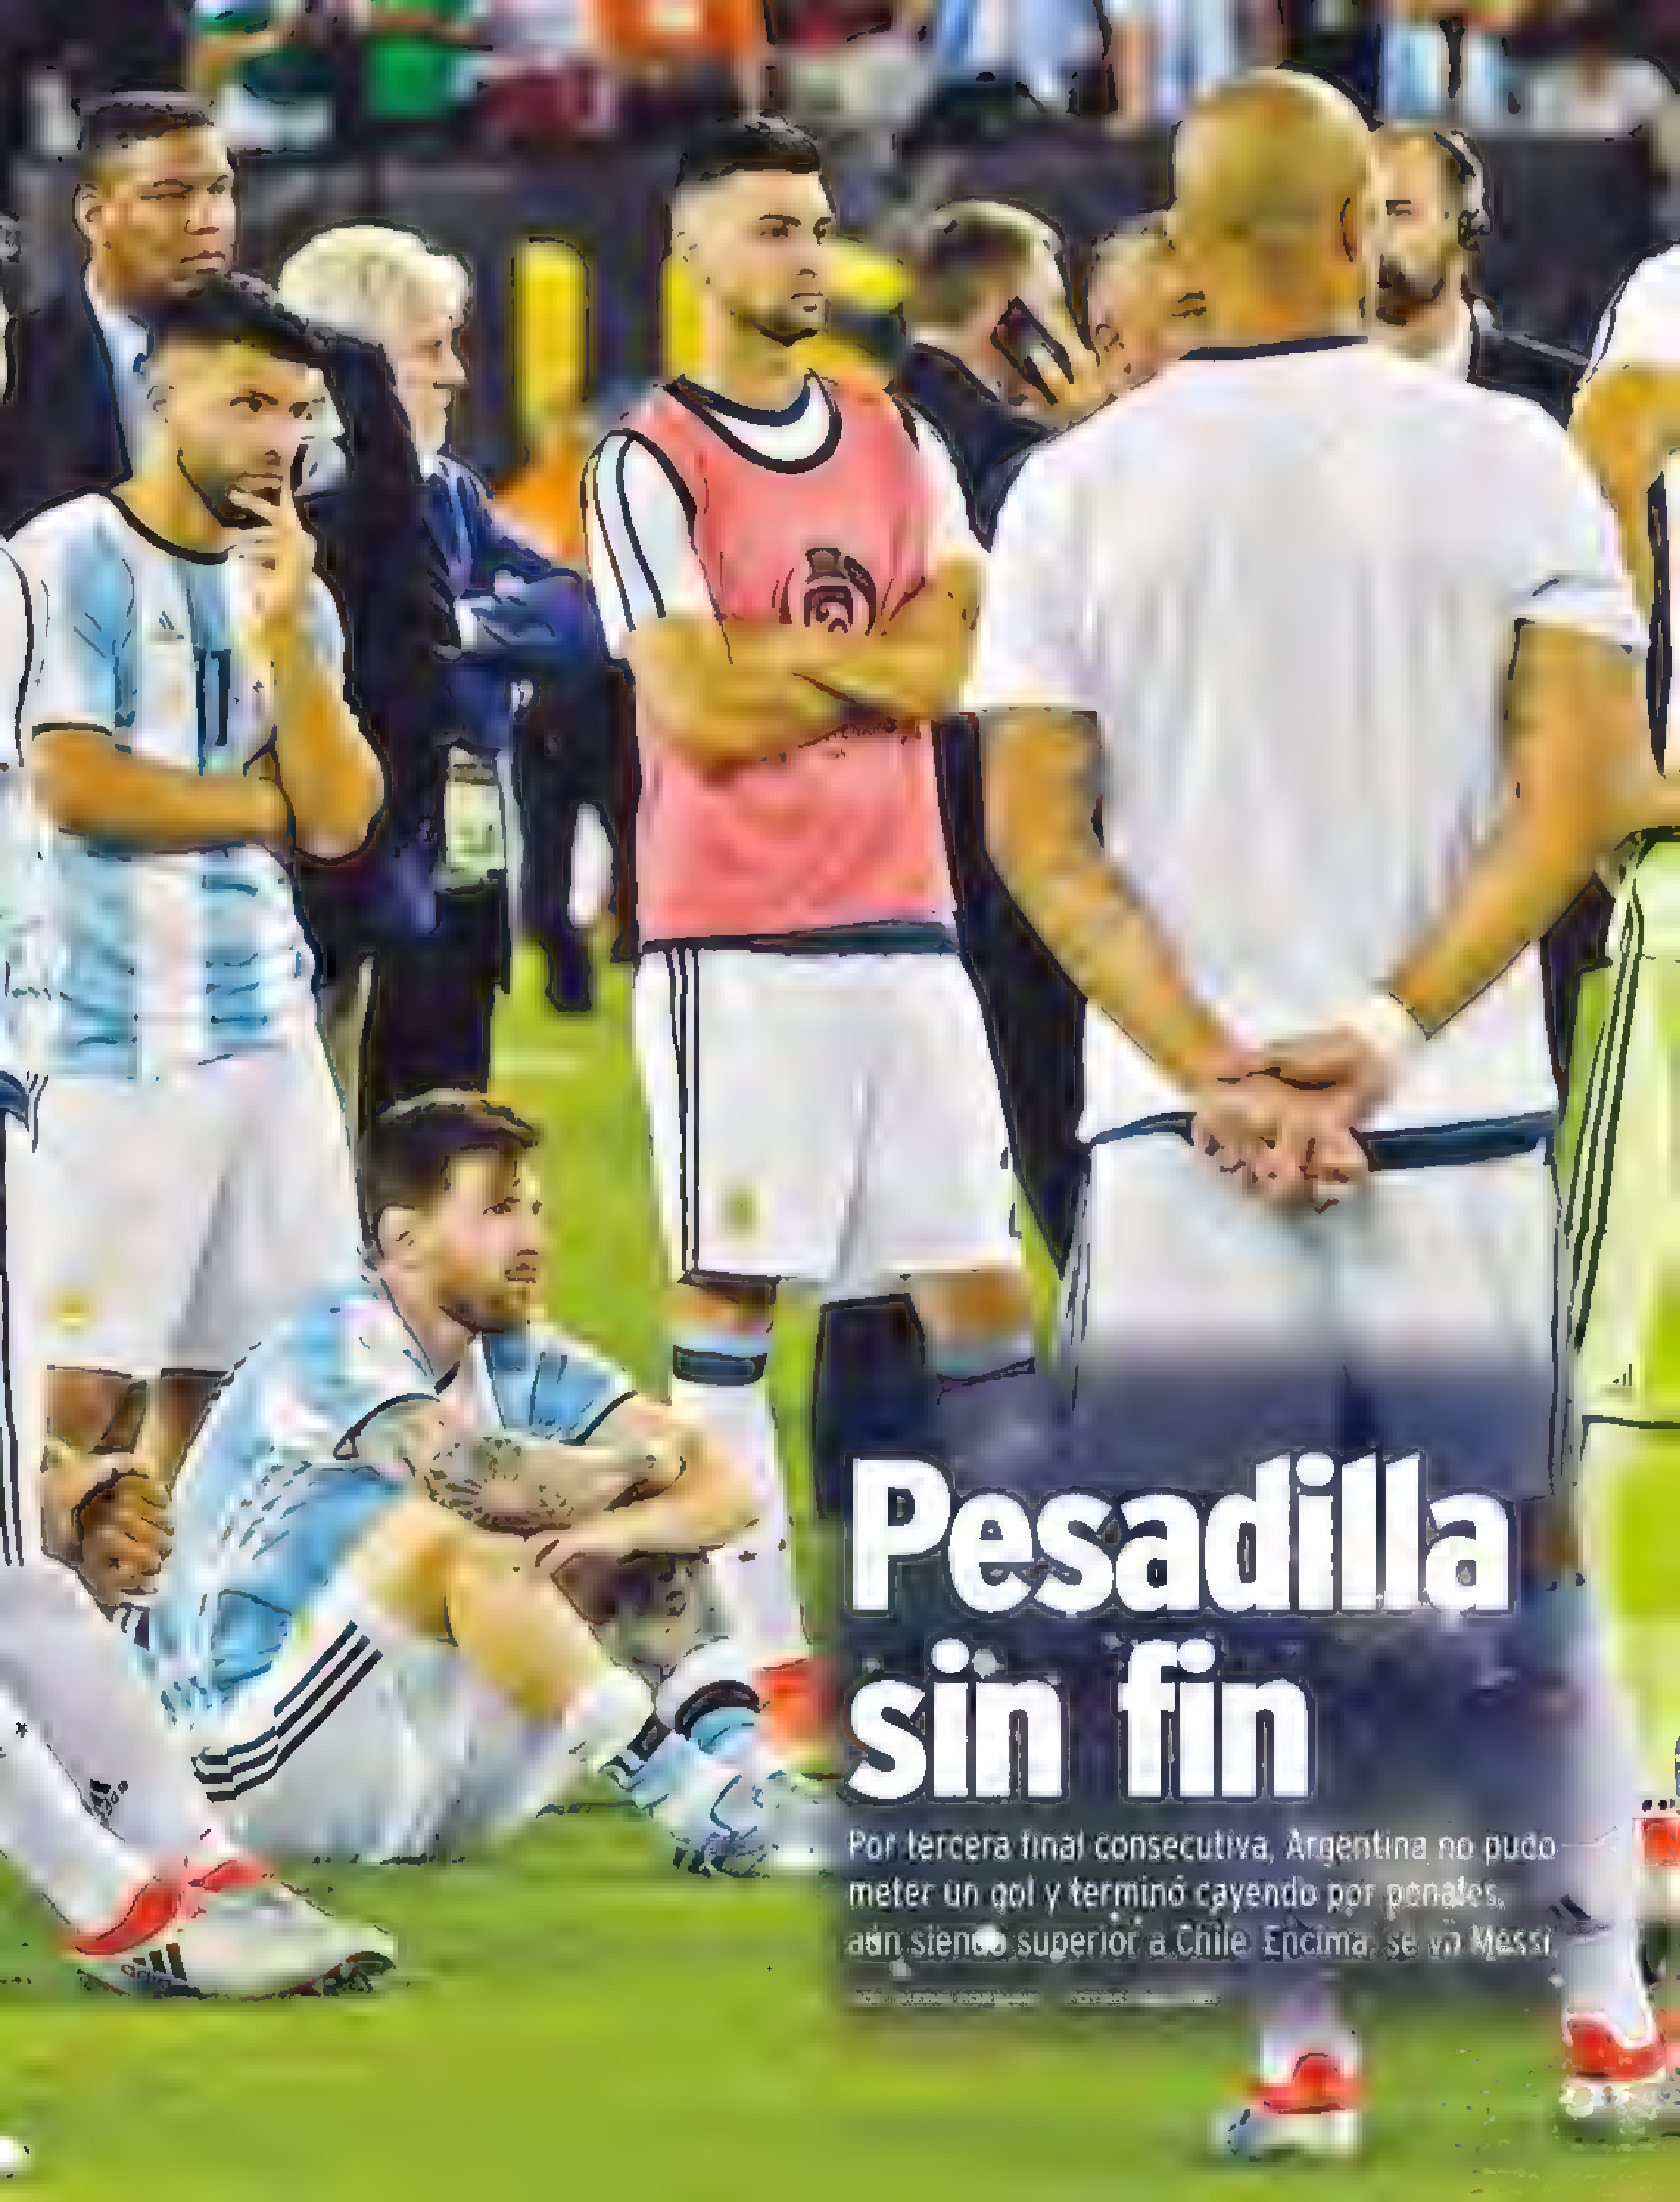 11
Pesadilla
sin fin
Por tercera final consecutiva, Argentina no pudo
meter un gol y terminó cayendo por penales,
aún siendo superior a Chile. Encima, se va Messi.